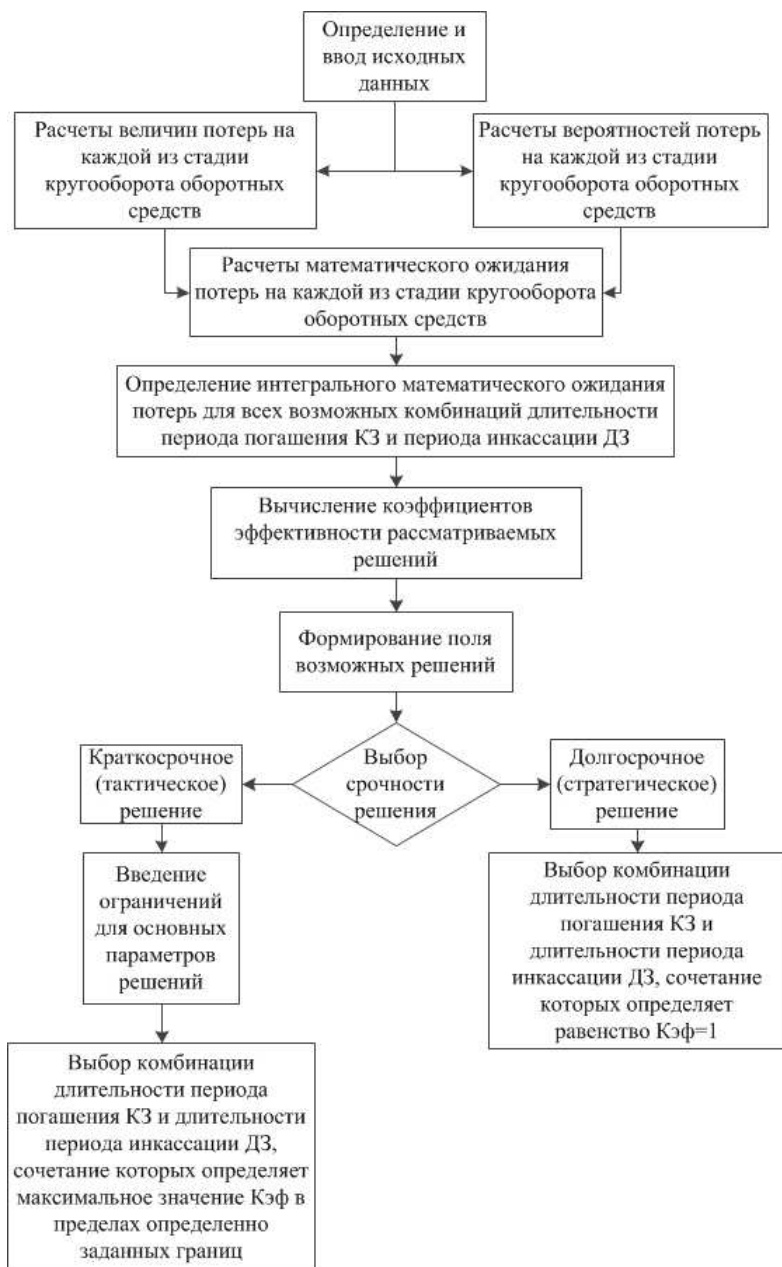 Определение и
ввод исходных
данных
Расчеты величин потерь на
каждой из стадии
кругооборота оборотных
средств
Расчеты вероятностей потерь
на каждой из стадии
кругооборота оборотных
средств
Расчеты математического ожидания
потерь на каждой из стадии кругооборота
оборотных средств
Определение интегрального математического ожидания
потерь для всех возможных комбинаций длительности
периода погашения КЗ и периода инкассации ДЗ
Вычисление коэффициентов
эффективности рассматриваемых
решений
Формирование поля
возможных решений
Выбор
срочности
решения
Краткосрочное
(тактическое)
решение
Долгосрочное
(стратегическое)
решение
Введение
ограничений
для основных
параметров
решений
Выбор комбинации
длительности периода
погашения КЗ и
длительности периода
инкассации ДЗ, сочетание
которых определяет
равенство Кэф=1
Выбор комбинации
длительности периода
погашения КЗ и длительности
периода инкассации ДЗ,
сочетание которых определяет
максимальное значение Кэф в
пределах определенно
заданных границ